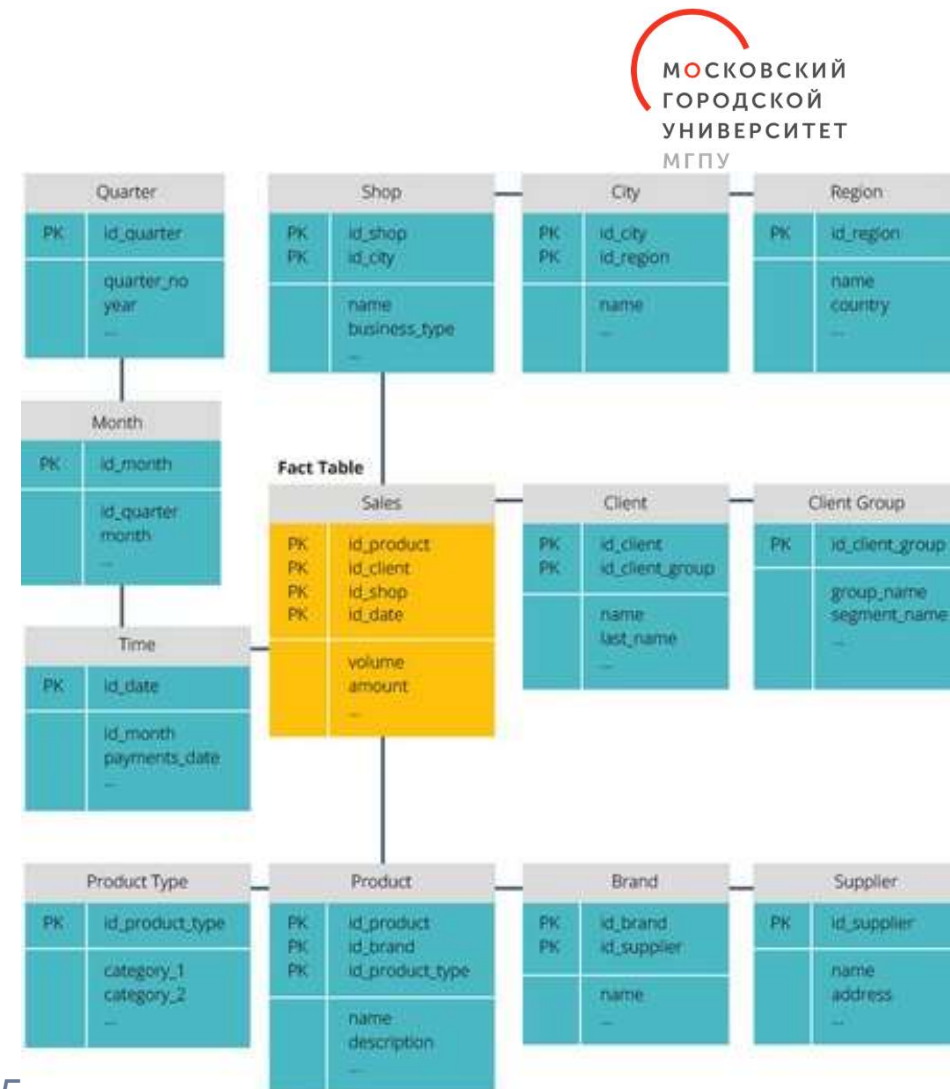 МОСКОВСКИЙ
ГОРОДСКОЙ
УНИВЕРСИТЕТ
МГПУ
Quarter
PK id_quarter
quarter_no
year
...
Shop
PK id_shop
PK id_city
name
business_type
...
City
PK id_city
PK id_region
name
...
Region
PK id_region
name
country
...
Month
PK id_month
id_quarter
month
...
Fact Table
Sales
PK id_product
PK id_client
PK id_shop
PK id_date
volume
amount
...
Client
PK id_client
PK id_client_group
name
last_name
...
Client Group
PK id_client_group
group_name
segment_name
...
Time
PK id_date
id_month
payments_date
...
Product Type
PK id_product_type
category_1
category_2
...
Product
PK id_product
PK id_brand
PK id_product_type
name
description
...
Brand
PK id_brand
PK id_supplier
name
...
Supplier
PK id_supplier
name
address
...